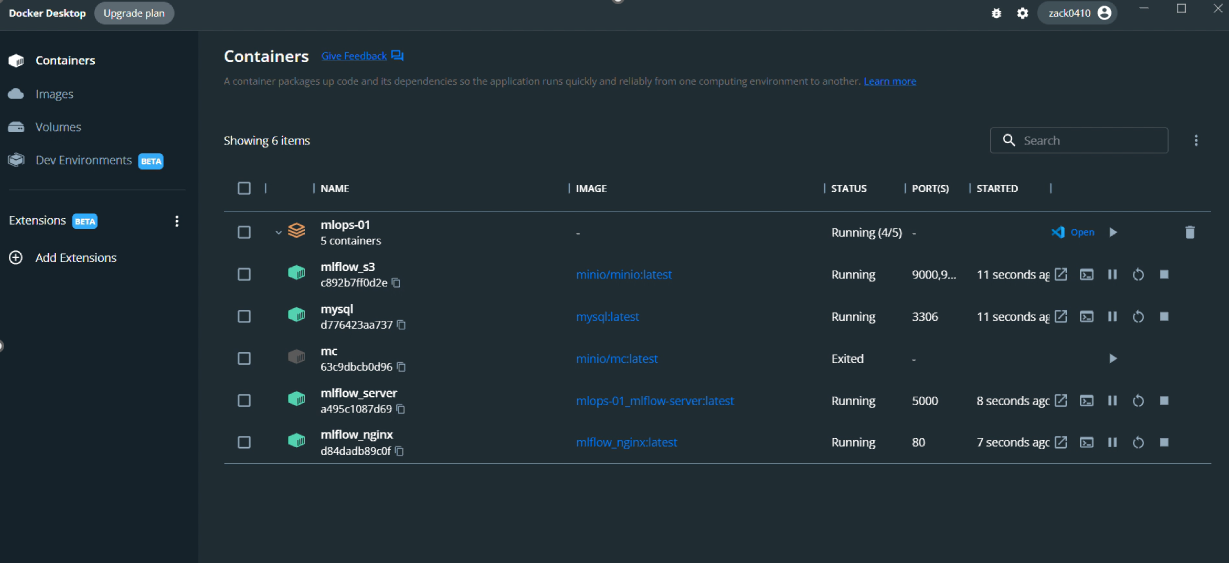 Docker Desktop Upgrade plan zack0410
Containers
Images
Volumes
Dev Environments BETA
Extensions BETA
Add Extensions
Containers Give Feedback
A container packages up code and its dependencies so the application runs quickly and reliably from one computing environment to another. Learn more
Showing 6 items Search
NAME IMAGE STATUS PORT(S) STARTED
mlops-01 - Running (4/5) - Open
5 containers
mlflow_s3 minio/minio:latest Running 9000,9... 11 seconds ag
c892b7ff0d2e
mysql mysql:latest Running 3306 11 seconds ag
d776423aa737
mc minio/mc:latest Exited -
63c9dbcb0d96
mlflow_server mlops-01_mlflow-server:latest Running 5000 8 seconds agc
a495c1087d69
mlflow_nginx mlflow_nginx:latest Running 80 7 seconds agc
d84dadb89c0f